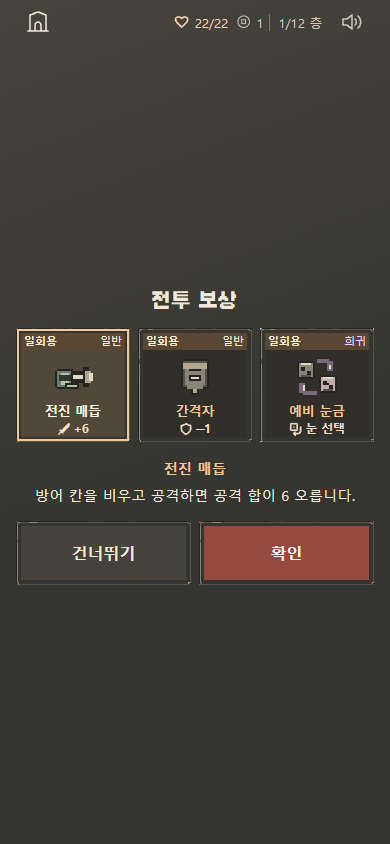 22/22 1 1/12 층
전투 보상
일회용 일반 일회용 일반 일회용 희귀
전진 매듭 간격자 예비 눈금
+6 −1 눈 선택
전진 매듭
방어 칸을 비우고 공격하면 공격 합이 6 오릅니다.
건너뛰기 확인